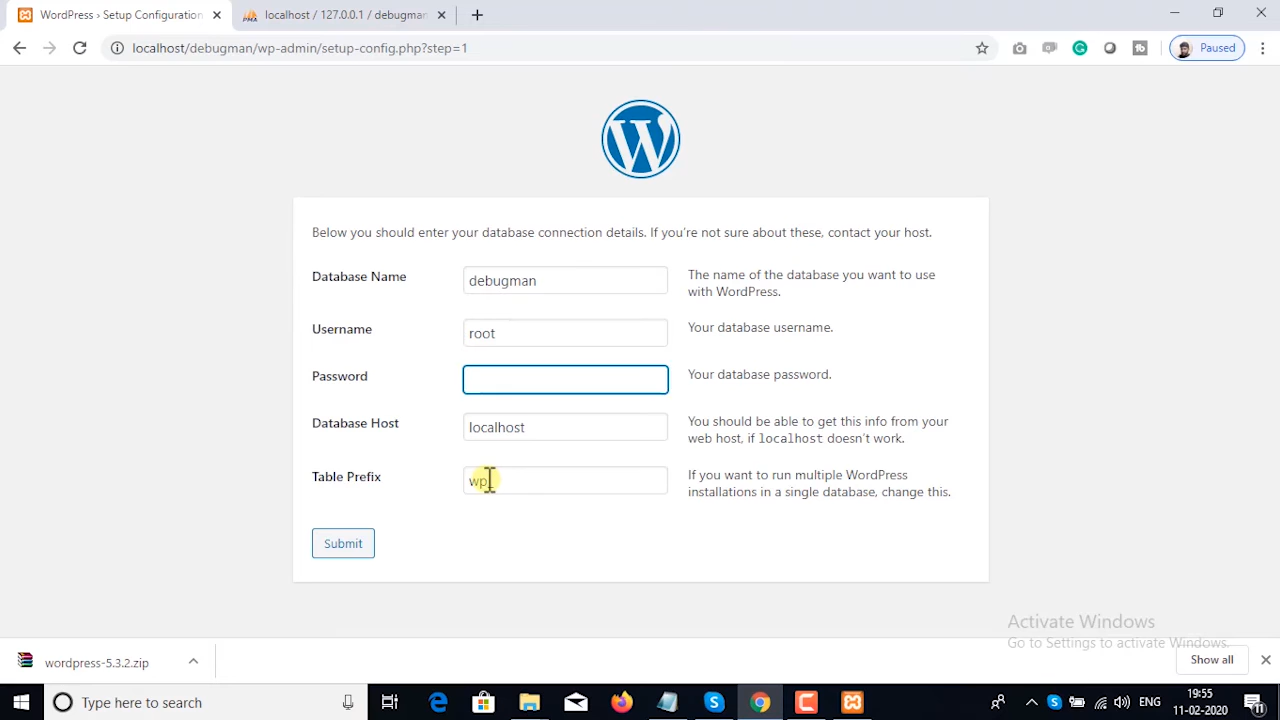 WordPress › Setup Configuration
localhost / 127.0.0.1 / debugman
localhost/debugman/wp-admin/setup-config.php?step=1
Paused
Below you should enter your database connection details. If you're not sure about these, contact your host.
Database Name
debugman
The name of the database you want to use
with WordPress.
Username
root
Your database username.
Password
Your database password.
Database Host
localhost
You should be able to get this info from your
web host, if localhost doesn't work.
Table Prefix
wp_
If you want to run multiple WordPress
installations in a single database, change this.
Submit
Activate Windows
Go to Settings to activate Windows.
wordpress-5.3.2.zip
Show all
Type here to search
ENG
19:55
11-02-2020